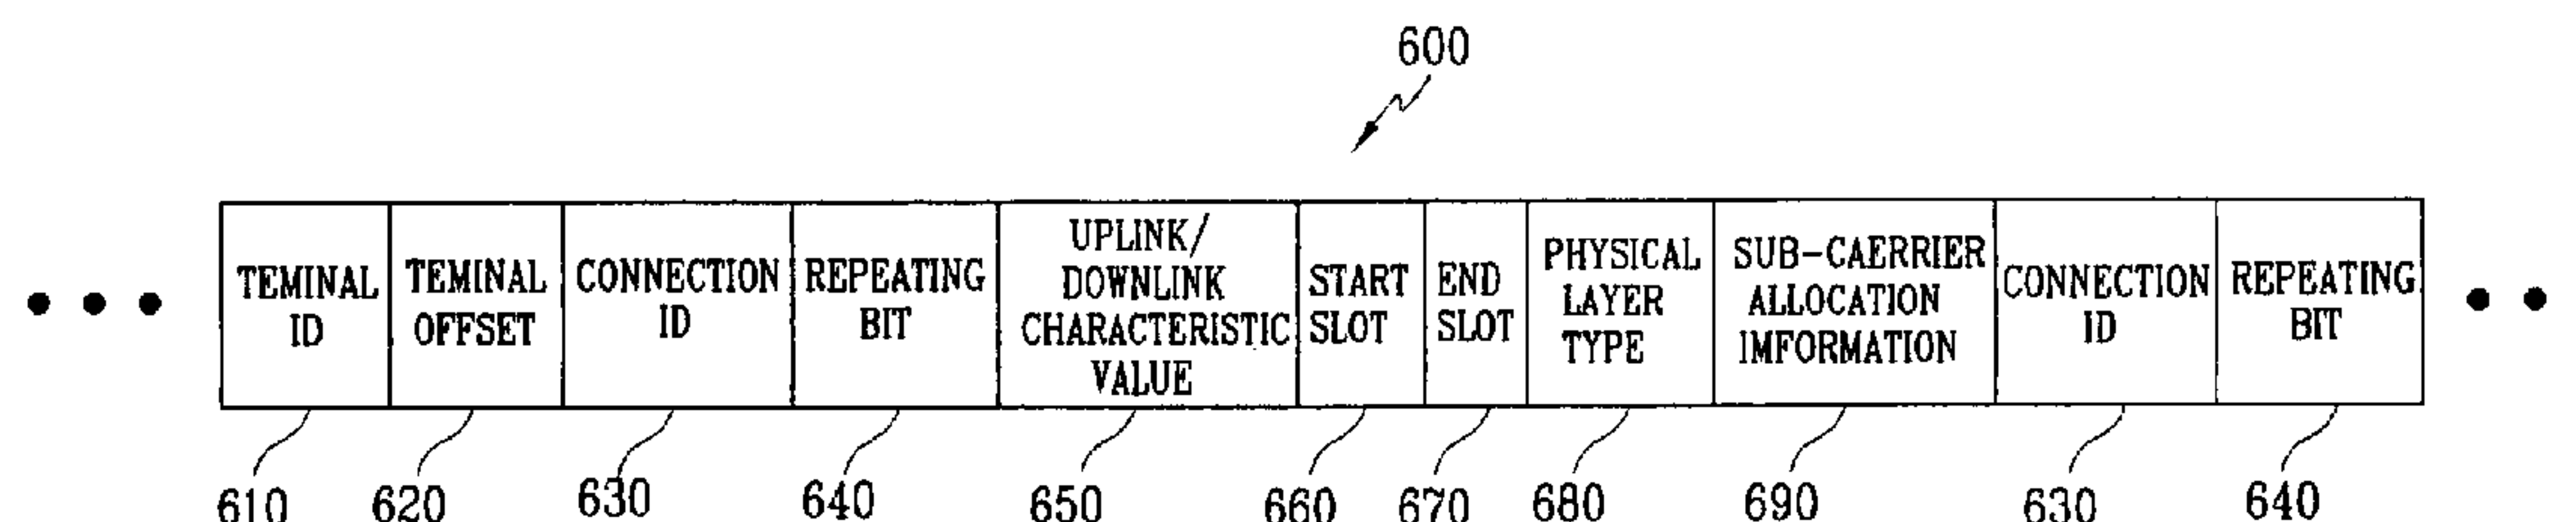 600
TEMINAL
ID
TEMINAL
OFFSET
CONNECTION
ID
REPEATING
BIT
UPLINK/
DOWNLINK
CHARACTERISTIC
VALUE
START
SLOT
END
SLOT
PHYSICAL
LAYER
TYPE
SUB-CAERRIER
ALLOCATION
IMFORMATION
CONNECTION
ID
REPEATING
BIT
610 620 630 640 650 660 670 680 690 630 640